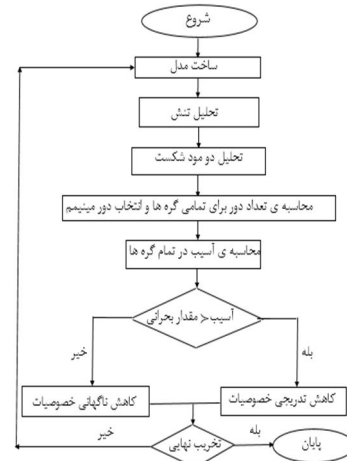 شروع
ساخت مدل
تحلیل تنش
تحلیل دو مود شکست
محاسبه ی تعداد دور برای تمامی گره ها و انتخاب دور مینیمم
محاسبه ی آسیب در تمام گره ها
آسیب< مقدار بحرانی
خیر
بله
کاهش ناگهانی خصوصیات
کاهش تدریجی خصوصیات
خیر
تخریب نهایی
بله
پایان